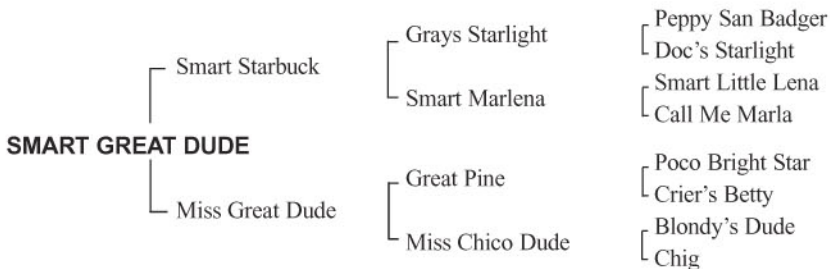 Peppy San Badger
Grays Starlight
Doc's Starlight
Smart Starbuck
Smart Little Lena
Smart Marlena
Call Me Marla
SMART GREAT DUDE
Poco Bright Star
Great Pine
Crier's Betty
Miss Great Dude
Blondy's Dude
Miss Chico Dude
Chig